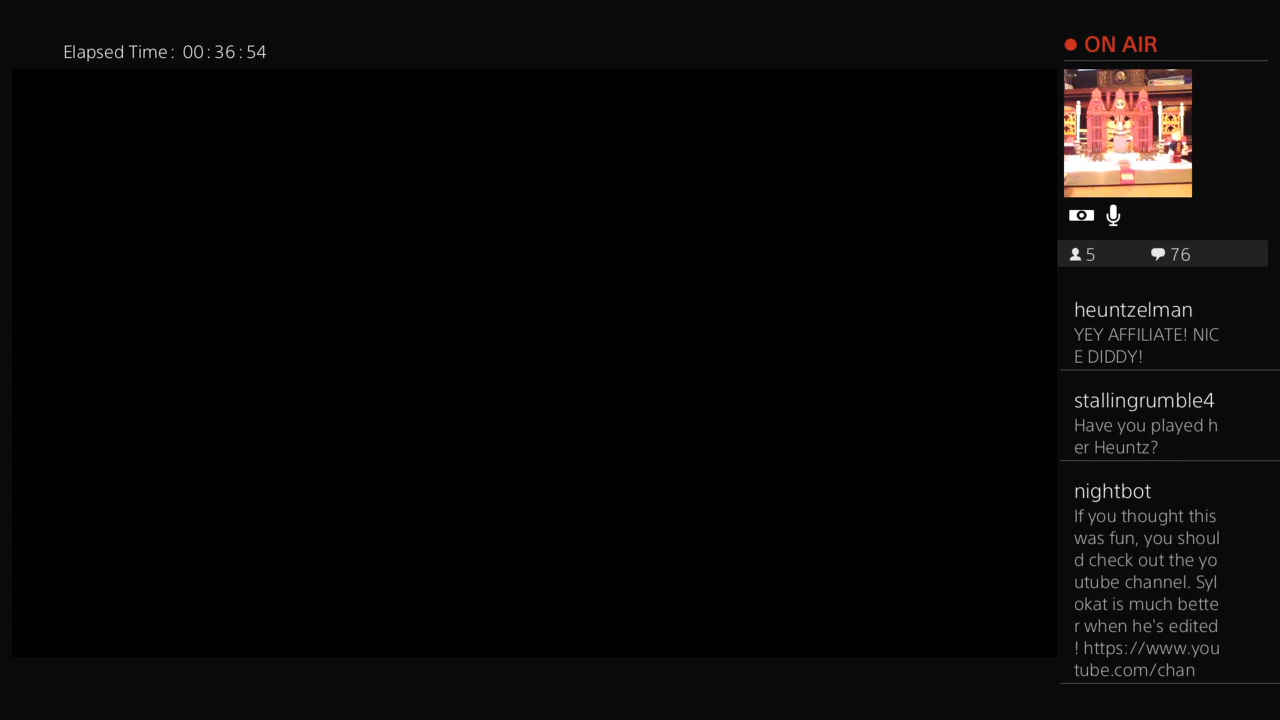 Elapsed Time: 00:36:54
ON AIR
5 76
heuntzelman
YEY AFFILIATE! NIC
E DIDDY!
stallingrumble4
Have you played h
er Heuntz?
nightbot
If you thought this
was fun, you shoul
d check out the yo
utube channel. Syl
okat is much bette
r when he's edited
! https://www.you
tube.com/chan